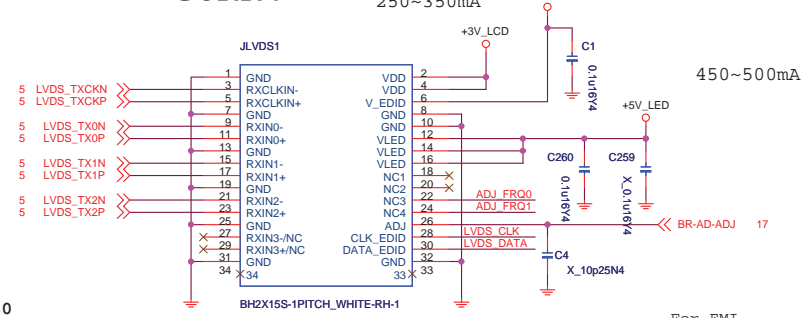 250~350mA
+3V_LCD
JLVDS1
C1
0.1u16Y4
450~500mA
+5V_LED
1 GND VDD 2
5 LVDS_TXCKN 3 RXCLKIN- VDD 4
5 LVDS_TXCKP 5 RXCLKIN+ V_EDID 6
7 GND GND 8
5 LVDS_TX0N 9 RXIN0- GND 10
5 LVDS_TX0P 11 RXIN0+ VLED 12
13 GND VLED 14
5 LVDS_TX1N 15 RXIN1- VLED 16
5 LVDS_TX1P 17 RXIN1+ NC1 18
19 GND NC2 20
5 LVDS_TX2N 21 RXIN2- NC3 22 ADJ_FRQ0
5 LVDS_TX2P 23 RXIN2+ NC4 24 ADJ_FRQ1
25 GND ADJ 26 BR-AD-ADJ 17
27 RXIN3-/NC CLK_EDID 28 LVDS_CLK
29 RXIN3+/NC DATA_EDID 30 LVDS_DATA
31 GND GND 32
34 34 33 33
C260
0.1u16Y4
C259
X_0.1u16Y4
C4
X_10p25N4
BH2X15S-1PITCH_WHITE-RH-1
0
For EMI